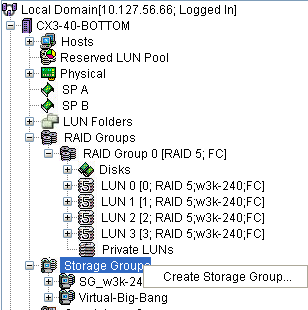 Local Domain[10.127.56.66; Logged In]
CX3-40-BOTTOM
Hosts
Reserved LUN Pool
Physical
SP A
SP B
LUN Folders
RAID Groups
RAID Group 0 [RAID 5; FC]
Disks
LUN 0 [0; RAID 5;w3k-240;FC]
LUN 1 [1; RAID 5;w3k-240;FC]
LUN 2 [2; RAID 5;w3k-240;FC]
LUN 3 [3; RAID 5;w3k-240;FC]
Private LUNs
Storage Groups
Create Storage Group...
SG_w3k-24
Virtual-Big-Bang